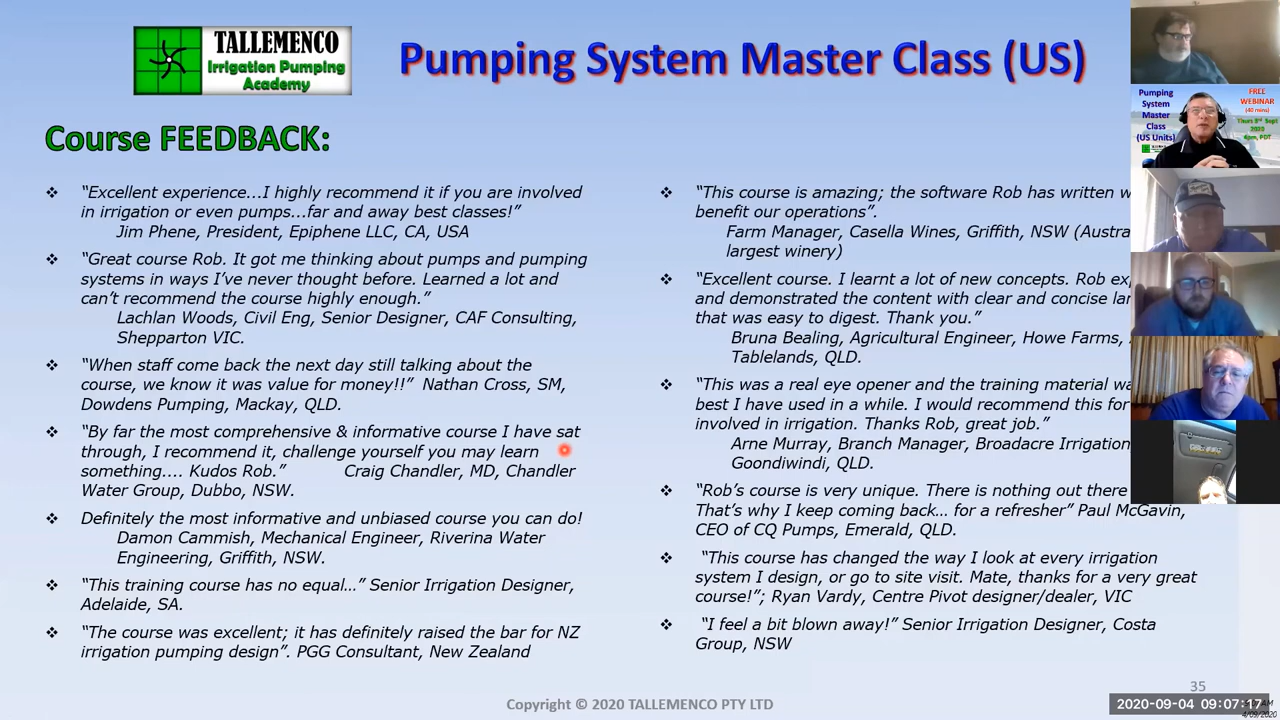 TALLEMENCO
Irrigation Pumping
Academy
Pumping System Master Class (US)
Course FEEDBACK:
❖ “Excellent experience...I highly recommend it if you are involved
in irrigation or even pumps...far and away best classes!”
Jim Phene, President, Epiphene LLC, CA, USA
❖ “Great course Rob. It got me thinking about pumps and pumping
systems in ways I’ve never thought before. Learned a lot and
can’t recommend the course highly enough.”
Lachlan Woods, Civil Eng, Senior Designer, CAF Consulting,
Shepparton VIC.
❖ “When staff come back the next day still talking about the
course, we know it was value for money!!” Nathan Cross, SM,
Dowdens Pumping, Mackay, QLD.
❖ “By far the most comprehensive & informative course I have sat
through, I recommend it, challenge yourself you may learn
something.... Kudos Rob.” Craig Chandler, MD, Chandler
Water Group, Dubbo, NSW.
❖ Definitely the most informative and unbiased course you can do!
Damon Cammish, Mechanical Engineer, Riverina Water
Engineering, Griffith, NSW.
❖ “This training course has no equal…” Senior Irrigation Designer,
Adelaide, SA.
❖ “The course was excellent; it has definitely raised the bar for NZ
irrigation pumping design”. PGG Consultant, New Zealand
❖ “This course is amazing; the software Rob has written
benefit our operations”.
Farm Manager, Casella Wines, Griffith, NSW
largest winery)
❖ “Excellent course. I learnt a lot of new concepts. Rob
and demonstrated the content with clear and concise
that was easy to digest. Thank you.”
Bruna Bealing, Agricultural Engineer, Howe Farms,
Tablelands, QLD.
❖ “This was a real eye opener and the training material
best I have used in a while. I would recommend this for
involved in irrigation. Thanks Rob, great job.”
Arne Murray, Branch Manager, Broadacre Irrigation,
Goondiwindi, QLD.
❖ “Rob’s course is very unique. There is nothing out there
That’s why I keep coming back… for a refresher” Paul McGavin,
CEO of CQ Pumps, Emerald, QLD.
❖ “This course has changed the way I look at every irrigation
system I design, or go to site visit. Mate, thanks for a very great
course!”; Ryan Vardy, Centre Pivot designer/dealer, VIC
❖ “I feel a bit blown away!” Senior Irrigation Designer, Costa
Group, NSW
Pumping
System
Master
Class
(US Units)
FREE
WEBINAR
(40 mins)
Thurs 3rd Sept
2020
4pm, PDT
35
Copyright © 2020 TALLEMENCO PTY LTD
2020-09-04 09:07:17
4/09/2020